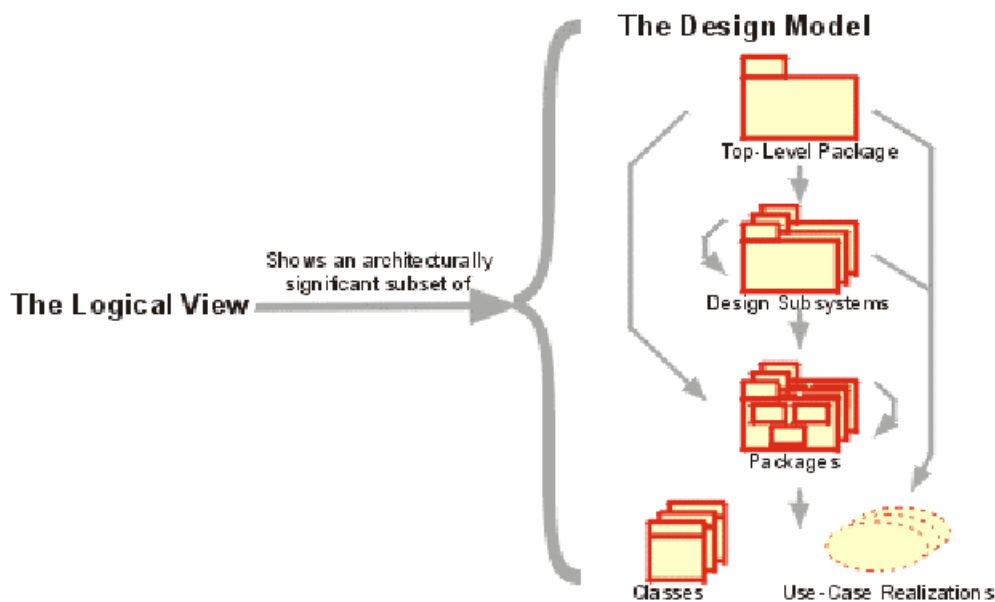 The Design Model
Top-Level Package
Shows an architecturally
significant subset of
The Logical View
Design Subsystems
Packages
Classes
Use-Case Realizations